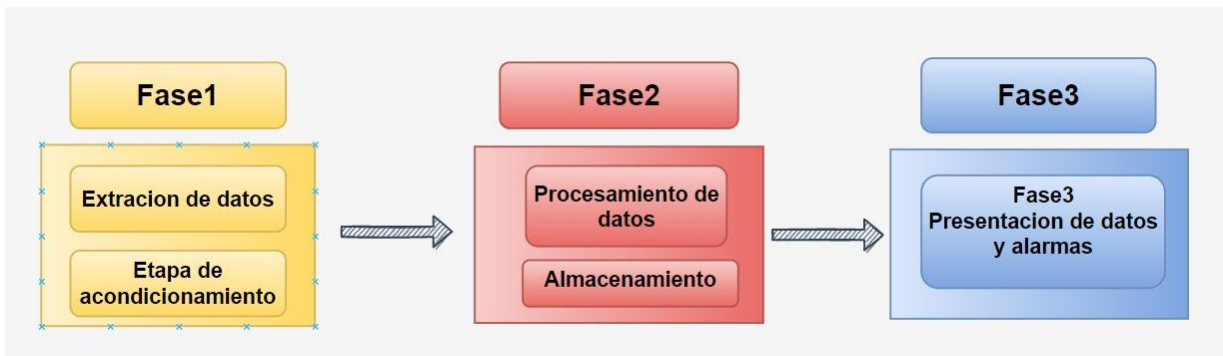 Fase1
Extracion de datos
Etapa de
acondicionamiento
Fase2
Procesamiento de
datos
Almacenamiento
Fase3
Fase3
Presentacion de datos
y alarmas